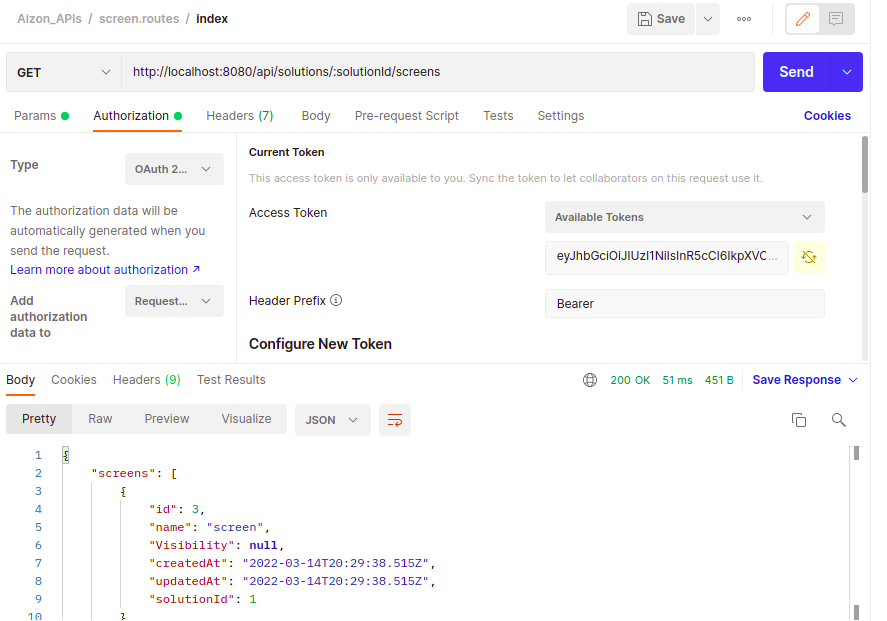 Aizon_APIs / screen.routes / index
Save
GET
http://localhost:8080/api/solutions/:solutionId/screens
Send
Params
Authorization
Headers (7)
Body
Pre-request Script
Tests
Settings
Cookies
Type
OAuth 2...
The authorization data will be
automatically generated when you
send the request.
Learn more about authorization ↗
Add
authorization
data to
Request...
Current Token
This access token is only available to you. Sync the token to let collaborators on this request use it.
Access Token
Available Tokens
eyJhbGciOiJIUzI1NiIsInR5cCI6IkpXVC...
Header Prefix
Bearer
Configure New Token
Body
Cookies
Headers (9)
Test Results
200 OK
51 ms
451 B
Save Response
Pretty
Raw
Preview
Visualize
JSON
1 {
2 "screens": [
3 {
4 "id": 3,
5 "name": "screen",
6 "Visibility": null,
7 "createdAt": "2022-03-14T20:29:38.515Z",
8 "updatedAt": "2022-03-14T20:29:38.515Z",
9 "solutionId": 1
10 }